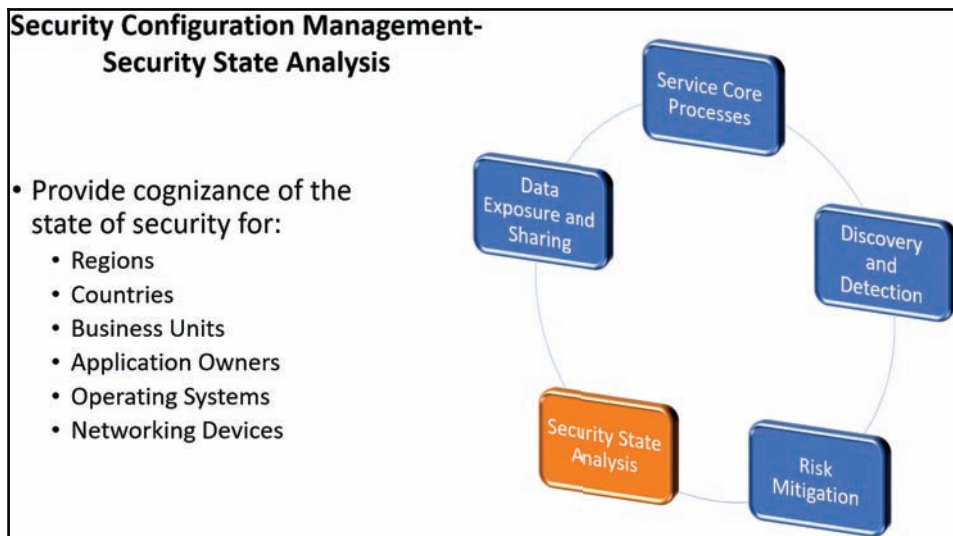 Security Configuration Management-
Security State Analysis
• Provide cognizance of the
state of security for:
• Regions
• Countries
• Business Units
• Application Owners
• Operating Systems
• Networking Devices
Service Core
Processes
Data
Exposure and
Sharing
Discovery
and
Detection
Security State
Analysis
Risk
Mitigation